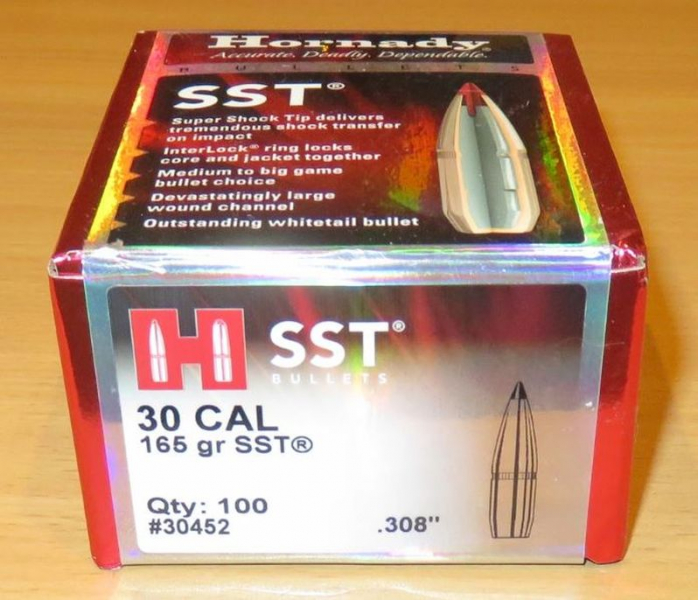 Hornady®
Accurate. Deadly. Dependable.
BULLETS
SST®
Super Shock Tip delivers
tremendous shock transfer
on impact
InterLock® ring locks
core and jacket together
Medium to big game
bullet choice
Devastatingly large
wound channel
Outstanding whitetail bullet
H SST®
BULLETS
30 CAL
165 gr SST®
Qty: 100
#30452 .308"